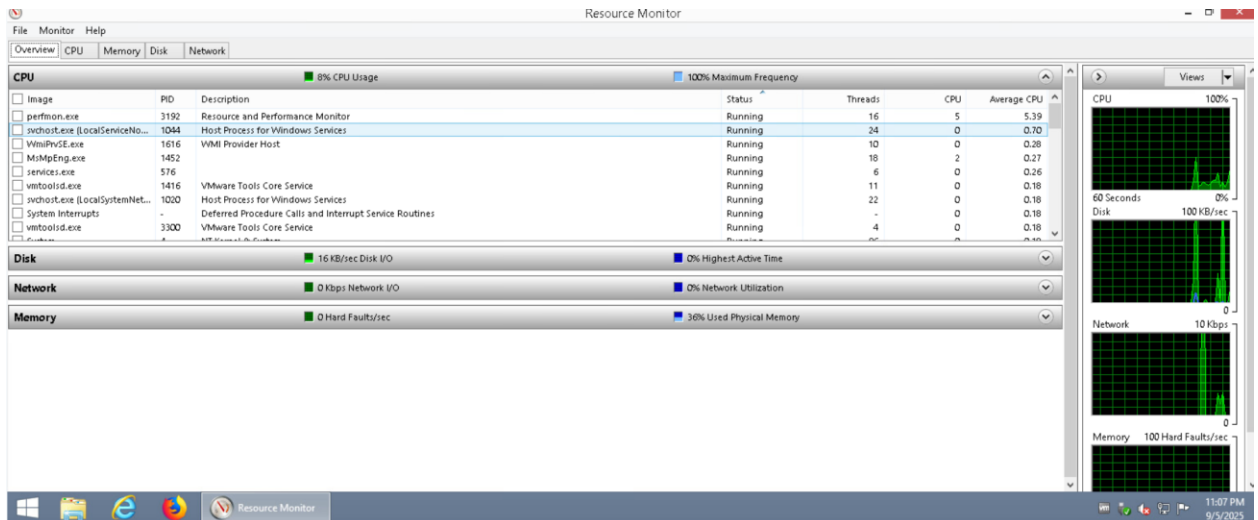 Resource Monitor
File Monitor Help
Overview CPU Memory Disk Network
CPU 8% CPU Usage 100% Maximum Frequency
Image PID Description Status Threads CPU Average CPU
perfmon.exe 3192 Resource and Performance Monitor Running 16 5 5.39
svchost.exe (LocalServiceNo... 1044 Host Process for Windows Services Running 24 0 0.70
WmiPrvSE.exe 1616 WMI Provider Host Running 10 0 0.28
MsMpEng.exe 1452 Running 18 2 0.27
services.exe 576 Running 6 0 0.26
vmtoolsd.exe 1416 VMware Tools Core Service Running 11 0 0.18
svchost.exe (LocalSystemNet... 1020 Host Process for Windows Services Running 22 0 0.18
System Interrupts - Deferred Procedure Calls and Interrupt Service Routines Running - 0 0.18
vmtoolsd.exe 3300 VMware Tools Core Service Running 4 0 0.18
Disk 16 KB/sec Disk I/O 0% Highest Active Time
Network 0 Kbps Network I/O 0% Network Utilization
Memory 0 Hard Faults/sec 36% Used Physical Memory
Views
CPU 100%
60 Seconds 0%
Disk 100 KB/sec
0
Network 10 Kbps
0
Memory 100 Hard Faults/sec
Resource Monitor
11:07 PM
9/5/2025